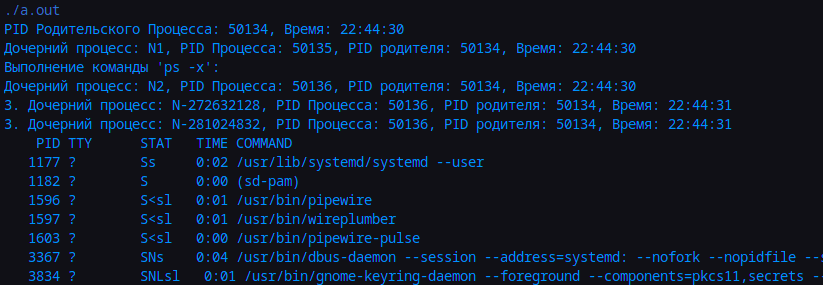 ./a.out
PID Родительского Процесса: 50134, Время: 22:44:30
Дочерний процесс: N1, PID Процесса: 50135, PID родителя: 50134, Время: 22:44:30
Выполнение команды 'ps -x':
Дочерний процесс: N2, PID Процесса: 50136, PID родителя: 50134, Время: 22:44:30
3. Дочерний процесс: N-272632128, PID Процесса: 50136, PID родителя: 50134, Время: 22:44:31
3. Дочерний процесс: N-281024832, PID Процесса: 50136, PID родителя: 50134, Время: 22:44:31
PID TTY STAT TIME COMMAND
1177 ? Ss 0:02 /usr/lib/systemd/systemd --user
1182 ? S 0:00 (sd-pam)
1596 ? S<sl 0:01 /usr/bin/pipewire
1597 ? S<sl 0:01 /usr/bin/wireplumber
1603 ? S<sl 0:00 /usr/bin/pipewire-pulse
3367 ? SNs 0:04 /usr/bin/dbus-daemon --session --address=systemd: --nofork --nopidfile --s
3834 ? SNLsl 0:01 /usr/bin/gnome-keyring-daemon --foreground --components=pkcs11,secrets --